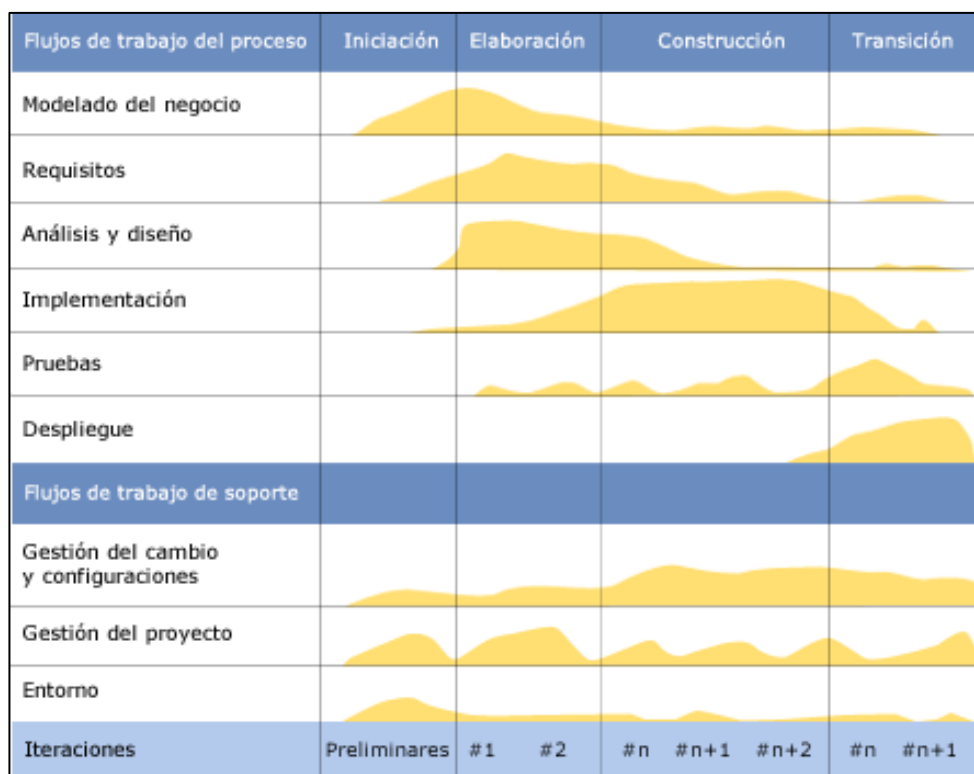 Flujos de trabajo del proceso Iniciación Elaboración Construcción Transición
Modelado del negocio
Requisitos
Análisis y diseño
Implementación
Pruebas
Despliegue
Flujos de trabajo de soporte
Gestión del cambio
y configuraciones
Gestión del proyecto
Entorno
Iteraciones Preliminares #1 #2 #n #n+1 #n+2 #n #n+1